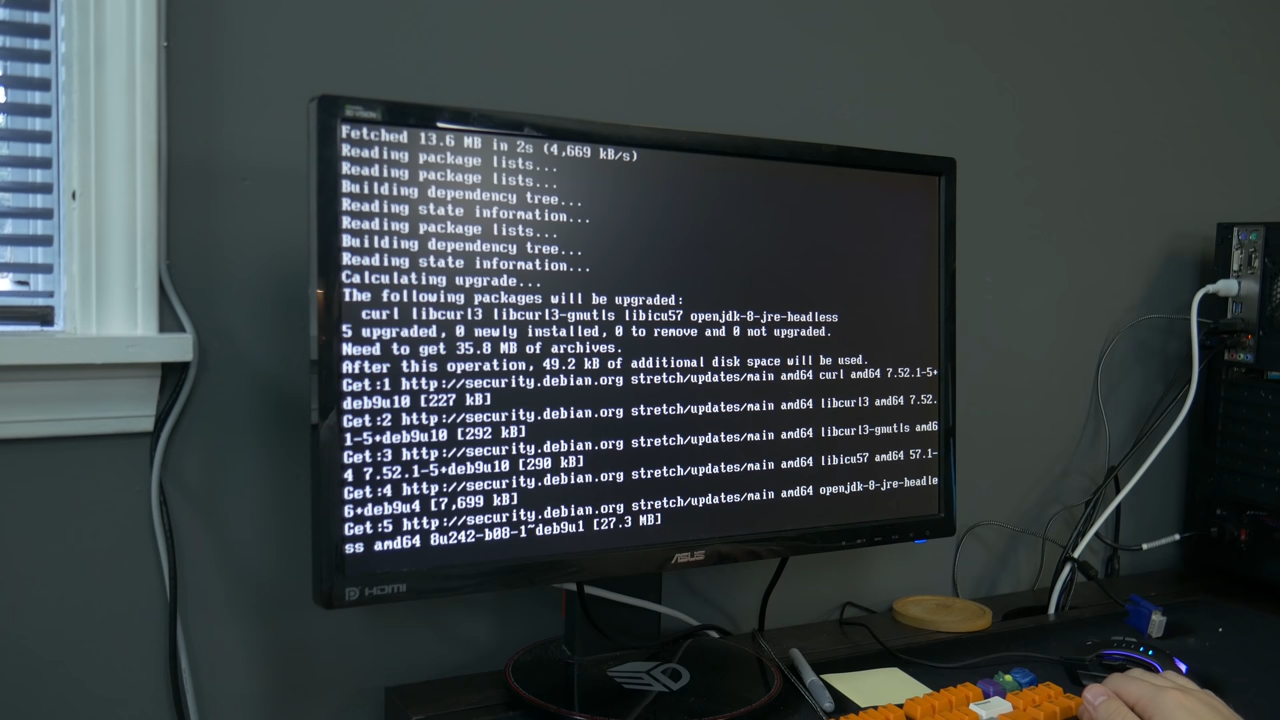 3D VISION
Fetched 13.6 MB in 2s (4,669 kB/s)
Reading package lists...
Reading package lists...
Building dependency tree...
Reading state information...
Reading package lists...
Building dependency tree...
Reading state information...
Calculating upgrade...
The following packages will be upgraded:
curl libcurl3 libcurl3-gnutls libicu57 openjdk-8-jre-headless
5 upgraded, 0 newly installed, 0 to remove and 0 not upgraded.
Need to get 35.8 MB of archives.
After this operation, 49.2 kB of additional disk space will be used.
Get:1 http://security.debian.org stretch/updates/main amd64 curl amd64 7.52.1-5+
deb9u10 [227 kB]
Get:2 http://security.debian.org stretch/updates/main amd64 libcurl3 amd64 7.52.
1-5+deb9u10 [292 kB]
Get:3 http://security.debian.org stretch/updates/main amd64 libcurl3-gnutls amd6
4 7.52.1-5+deb9u10 [290 kB]
Get:4 http://security.debian.org stretch/updates/main amd64 libicu57 amd64 57.1-
6+deb9u4 [7,699 kB]
Get:5 http://security.debian.org stretch/updates/main amd64 openjdk-8-jre-headle
ss amd64 8u242-b08-1~deb9u1 [27.3 MB]
ASUS
HDMI
3D